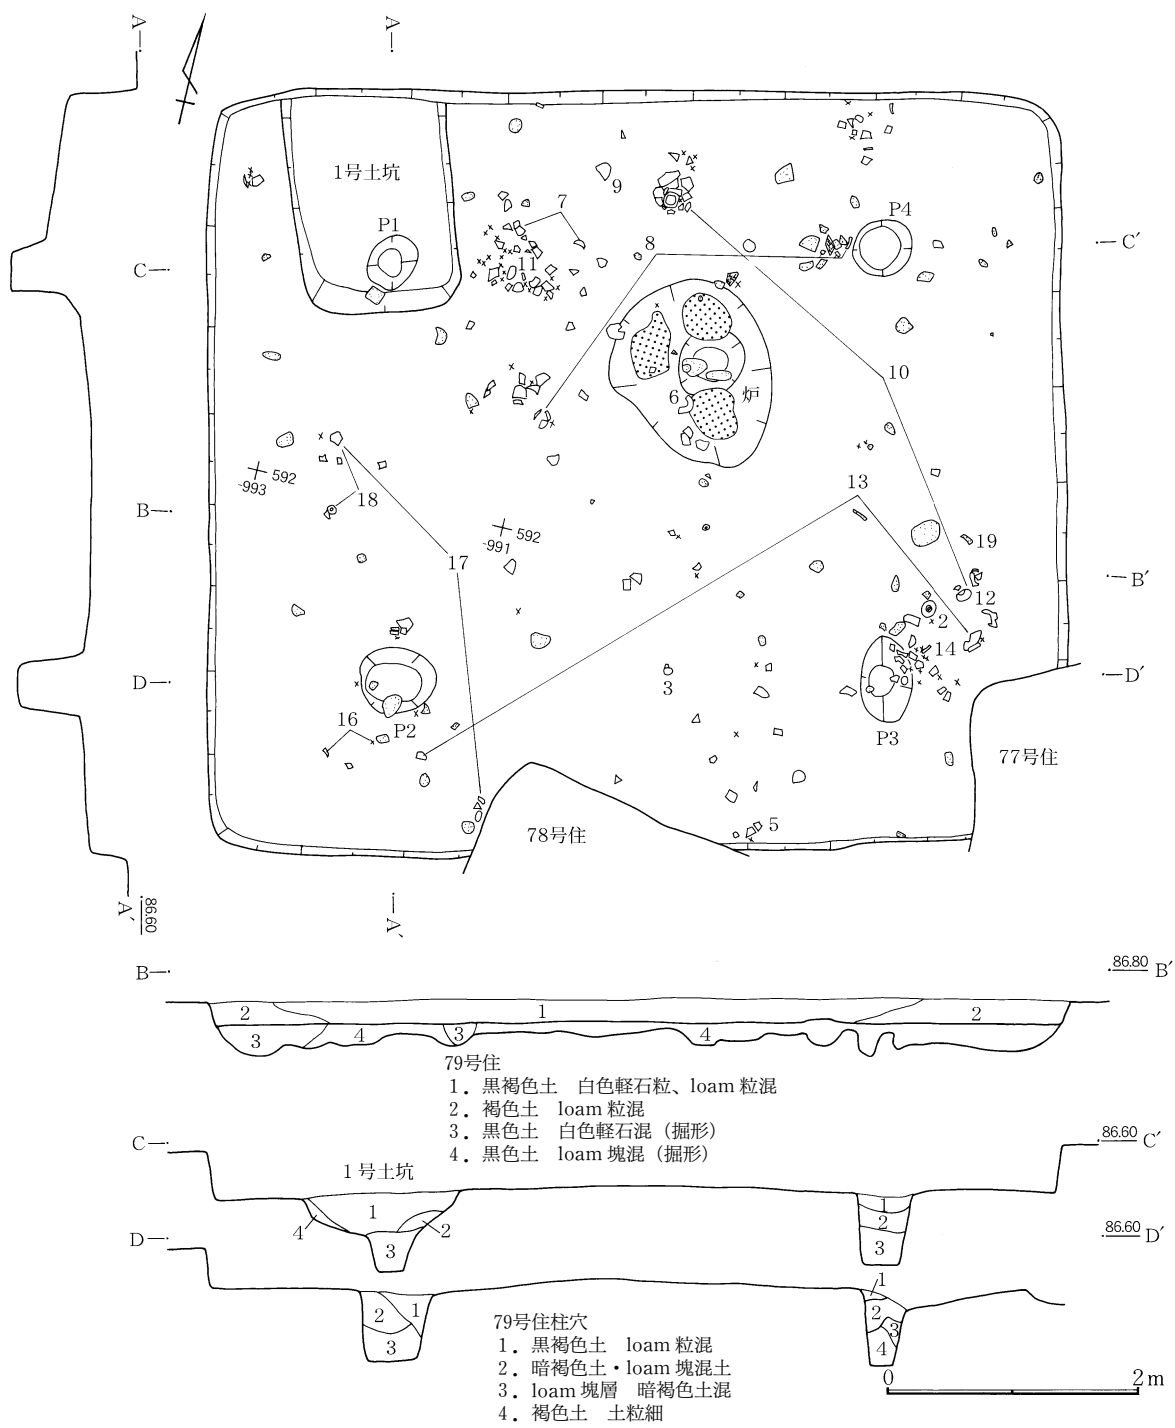 A
A
1号土坑
9
7
P1
P4
8
C
C′
11
10
6
炉
592
-993
18
13
B
592
-991
19
17
B′
12
2
14
D
3
D′
16
P2
P3
77号住
5
78号住
A′
86.60
A′
B
86.80
B′
2
1
2
3
4
3
4
79号住
1．黒褐色土　白色軽石粒、loam 粒混
2．褐色土　loam 粒混
3．黒色土　白色軽石混（掘形）
4．黒色土　loam 塊混（掘形）
C
86.60
C′
1号土坑
1
4
2
3
1
2
3
D
86.60
D′
1
2
3
1
2
3
4
79号住柱穴
1．黒褐色土　loam 粒混
2．暗褐色土・loam 塊混土
3．loam 塊層　暗褐色土混
4．褐色土　土粒細
0
2m